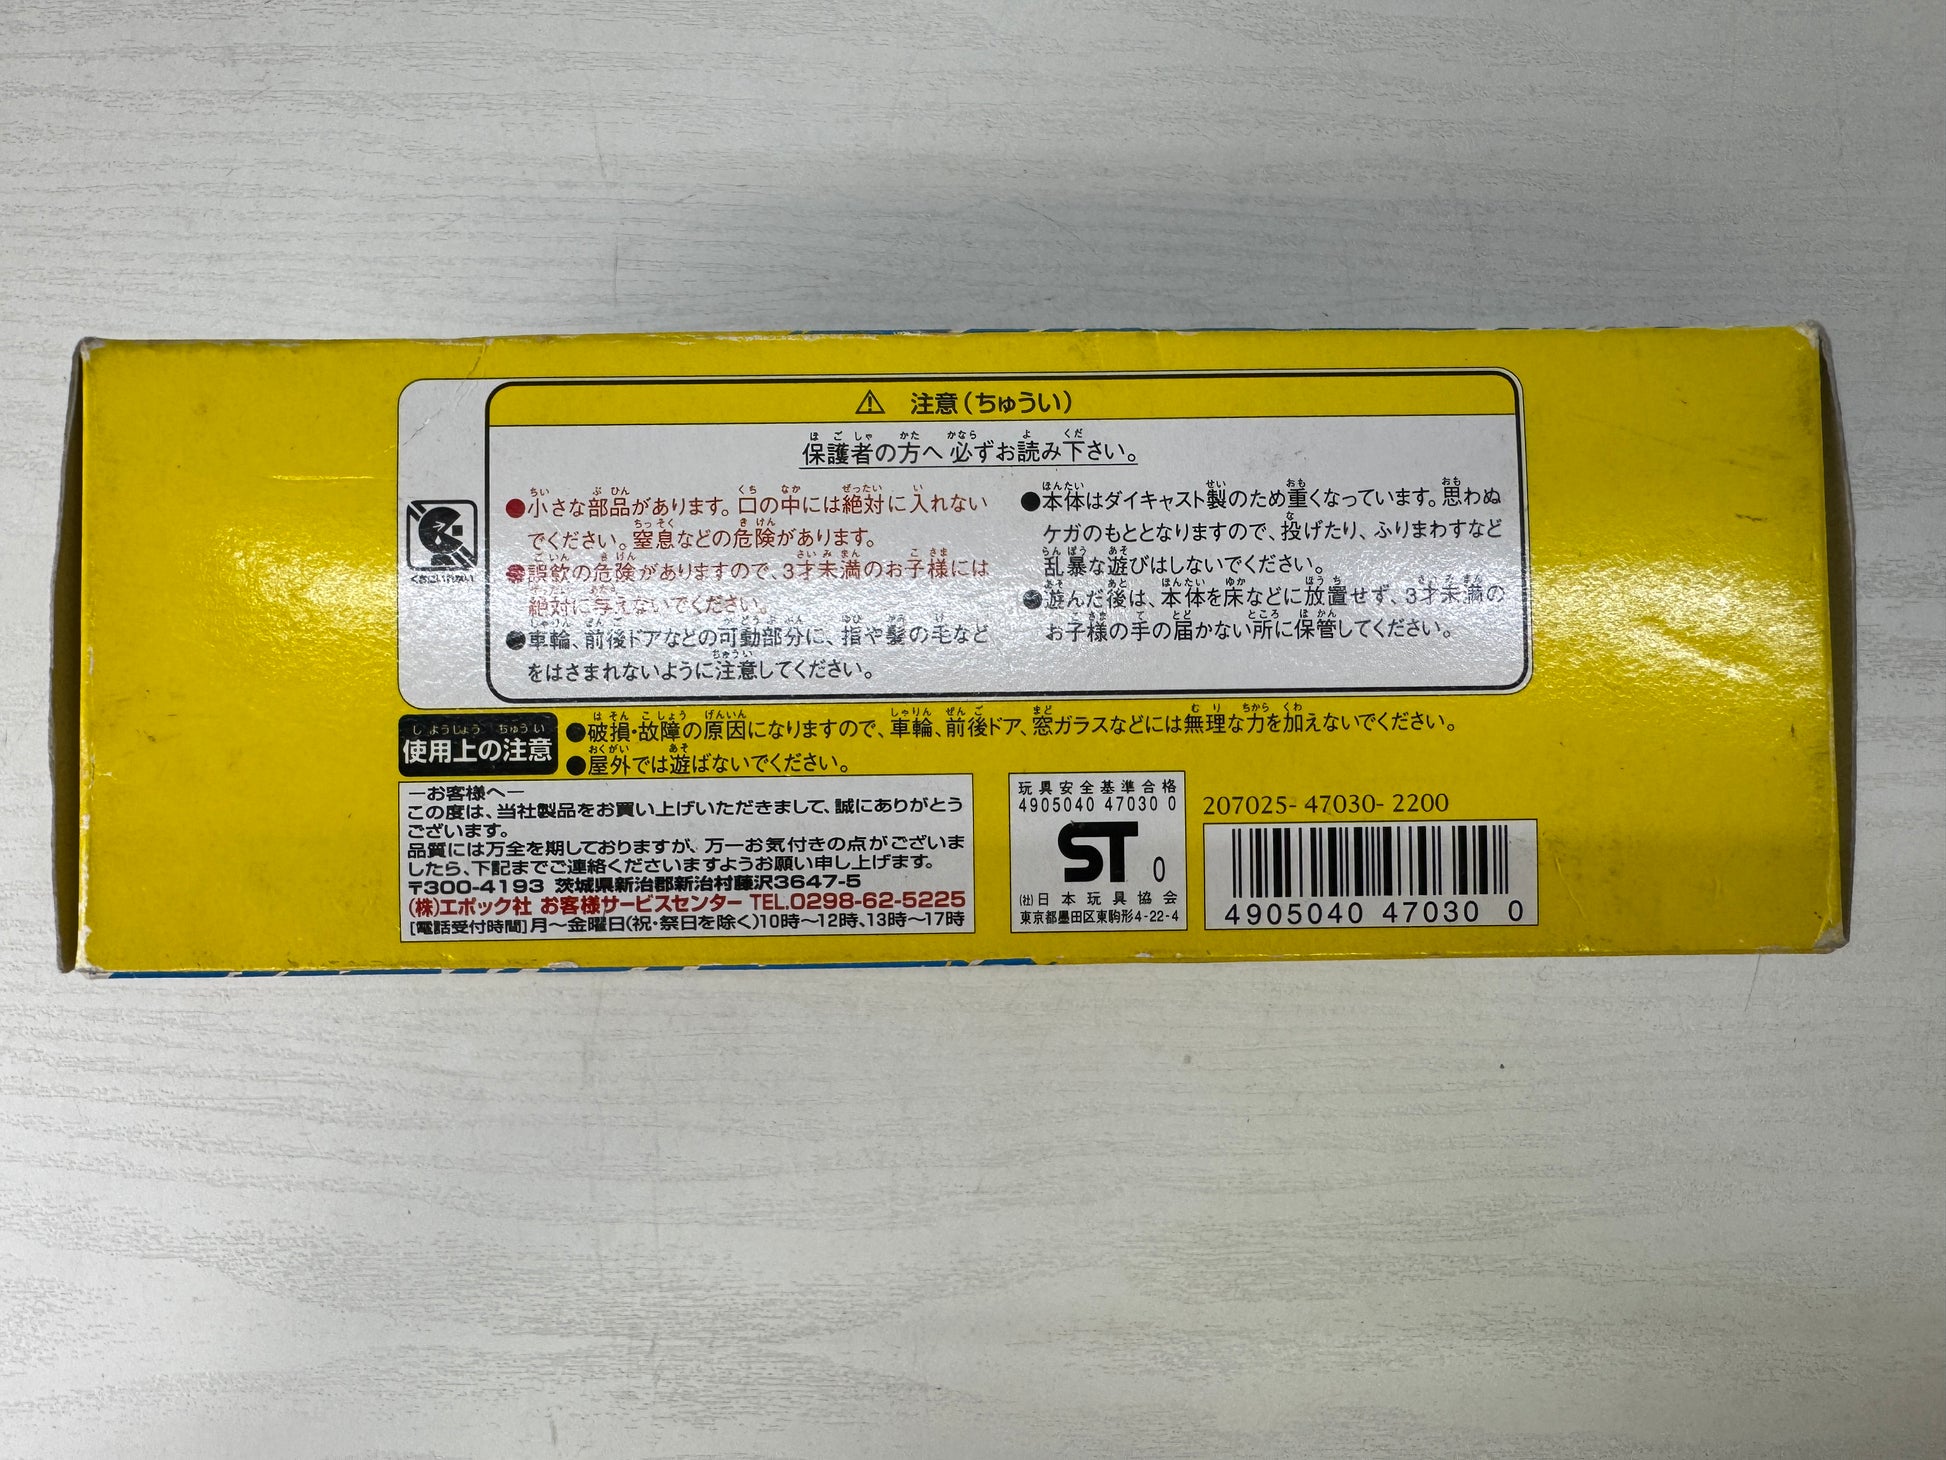 ⚠ 注意(ちゅうい)
保護者の方へ 必ずお読み下さい。
●小さな部品があります。口の中には絶対に入れない
でください。窒息などの危険があります。
●誤飲の危険がありますので、3才未満のお子様には
絶対に与えないでください。
●車輪、前後ドアなどの可動部分に、指や髪の毛など
をはさまれないように注意してください。
●本体はダイキャスト製のため重くなっています。思わぬ
ケガのもととなりますので、投げたり、ふりまわすなど
乱暴な遊びはしないでください。
●遊んだ後は、本体を床などに放置せず、3才未満の
お子様の手の届かない所に保管してください。
くちにいれない
使用上の注意
●破損・故障の原因になりますので、車輪、前後ドア、窓ガラスなどには無理な力を加えないでください。
●屋外では遊ばないでください。
―お客様へ―
この度は、当社製品をお買い上げいただきまして、誠にありがとう
ございます。
品質には万全を期しておりますが、万一お気付きの点がございま
したら、下記までご連絡くださいますようお願い申し上げます。
〒300-4193 茨城県新治郡新治村藤沢3647-5
(株)エポック社 お客様サービスセンター TEL.0298-62-5225
[電話受付時間]月〜金曜日(祝・祭日を除く)10時〜12時、13時〜17時
玩具安全基準合格
4905040 47030 0
ST 0
(社)日本玩具協会
東京都墨田区東駒形4-22-4
207025-47030-2200
4905040 47030 0